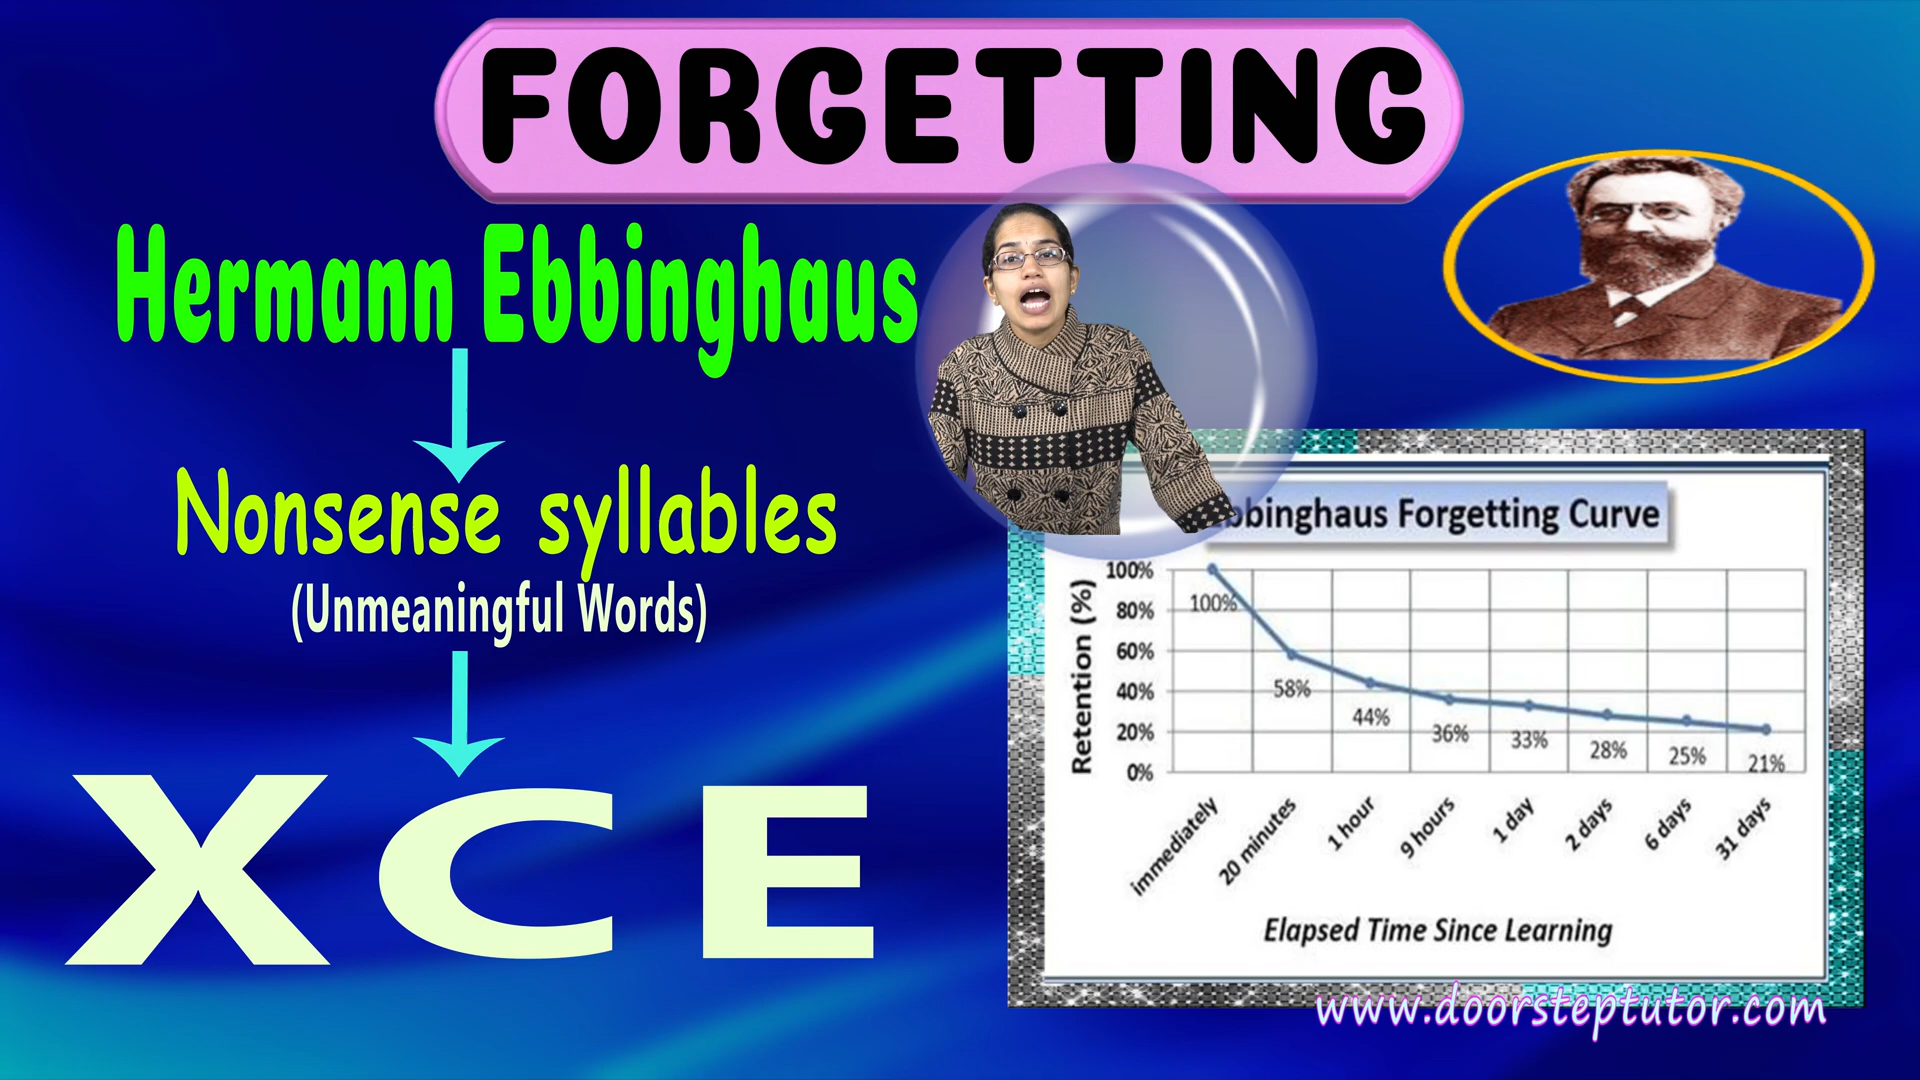 FORGETTING
Hermann Ebbinghaus
Nonsense syllables
(Unmeaningful Words)
X C E
bbinghaus Forgetting Curve
Retention (%)
100%
80%
60%
40%
20%
0%
100%
58%
44%
36%
33%
28%
25%
21%
immediately
20 minutes
1 hour
9 hours
1 day
2 days
6 days
31 days
Elapsed Time Since Learning
www.doorsteptutor.com